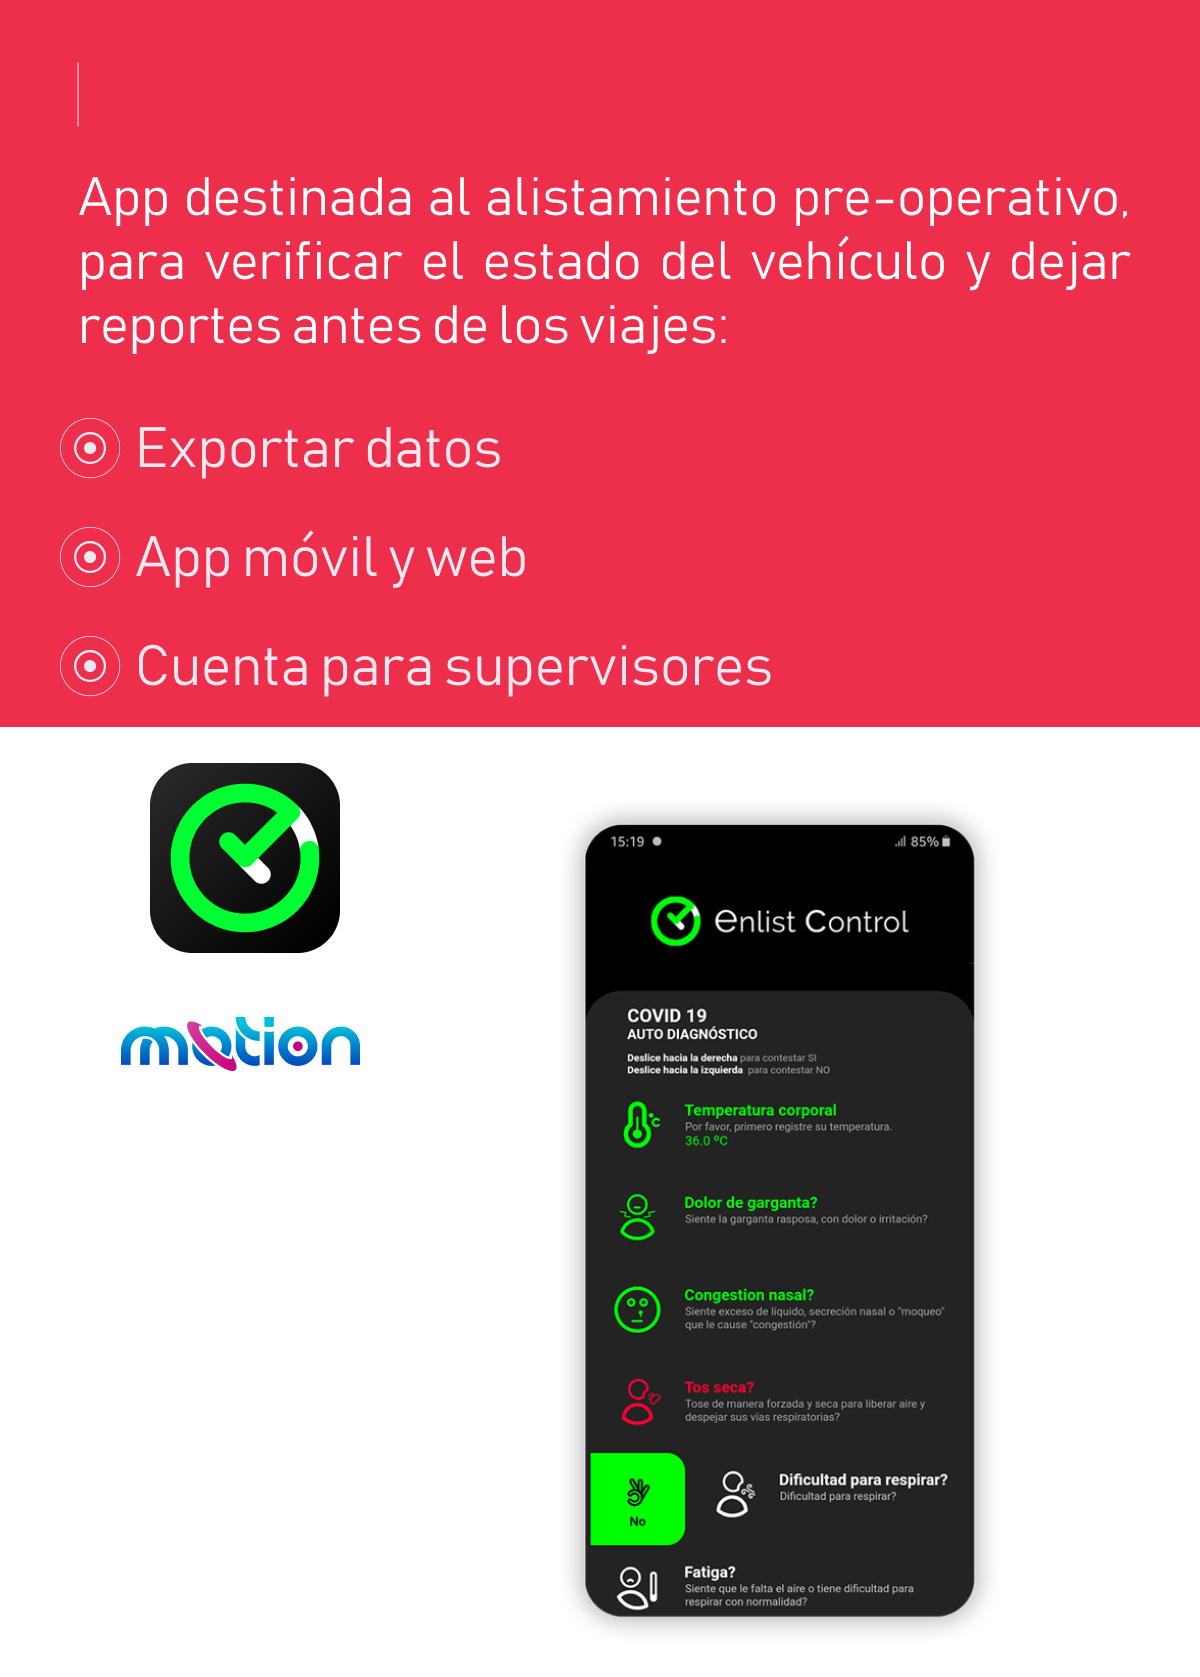 App destinada al alistamiento pre-operativo,
para verificar el estado del vehículo y dejar
reportes antes de los viajes:
Exportar datos
App móvil y web
Cuenta para supervisores
motion
15:19
85%
enlist Control
COVID 19
AUTO DIAGNÓSTICO
Deslice hacia la derecha para contestar SI
Deslice hacia la izquierda para contestar NO
°C
Temperatura corporal
Por favor, primero registre su temperatura.
36.0 ºC
Dolor de garganta?
Siente la garganta rasposa, con dolor o irritación?
Congestion nasal?
Siente exceso de líquido, secreción nasal o "moqueo"
que le cause "congestión"?
Tos seca?
Tose de manera forzada y seca para liberar aire y
despejar sus vías respiratorias?
No
Dificultad para respirar?
Dificultad para respirar?
Fatiga?
Siente que le falta el aire o tiene dificultad para
respirar con normalidad?